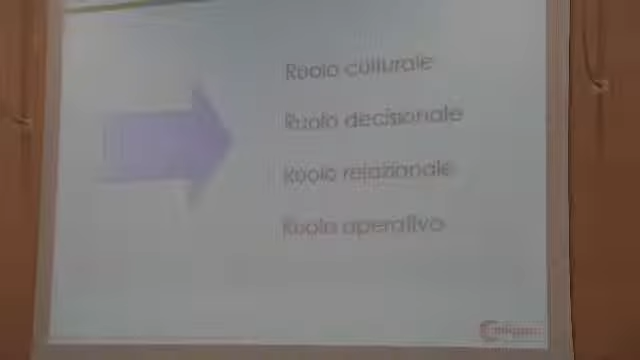 Ruolo culturale
Ruolo decisionale
Ruolo relazionale
Ruolo operativo